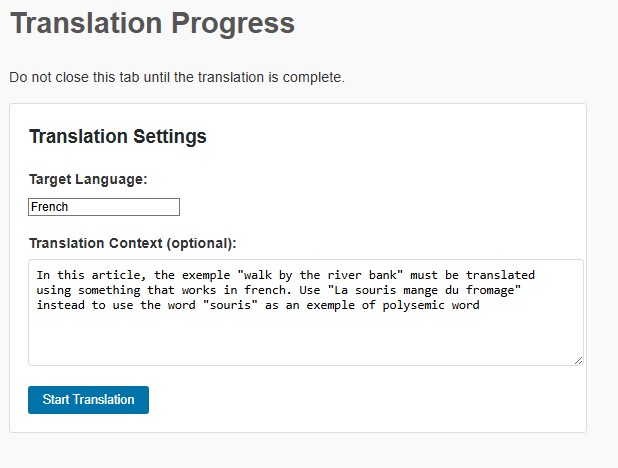 Translation Progress
Do not close this tab until the translation is complete.
Translation Settings
Target Language:
French
Translation Context (optional):
In this article, the exemple "walk by the river bank" must be translated
using something that works in french. Use "La souris mange du fromage"
instead to use the word "souris" as an exemple of polysemic word
Start Translation